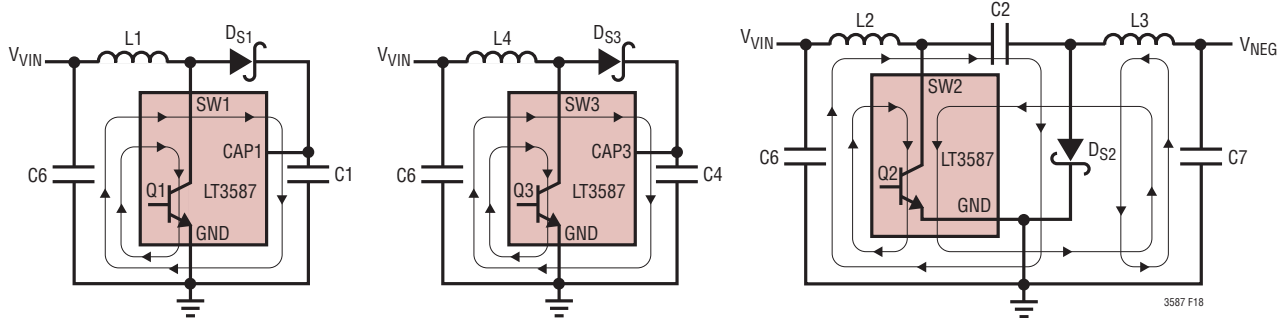 L1
DS1
VVIN
SW1
CAP1
C6
C1
Q1
LT3587
GND
L4
DS3
VVIN
SW3
CAP3
C6
C4
Q3
LT3587
GND
C2
L2
L3
VVIN
VNEG
SW2
DS2
C6
LT3587
C7
Q2
GND
3587 F18